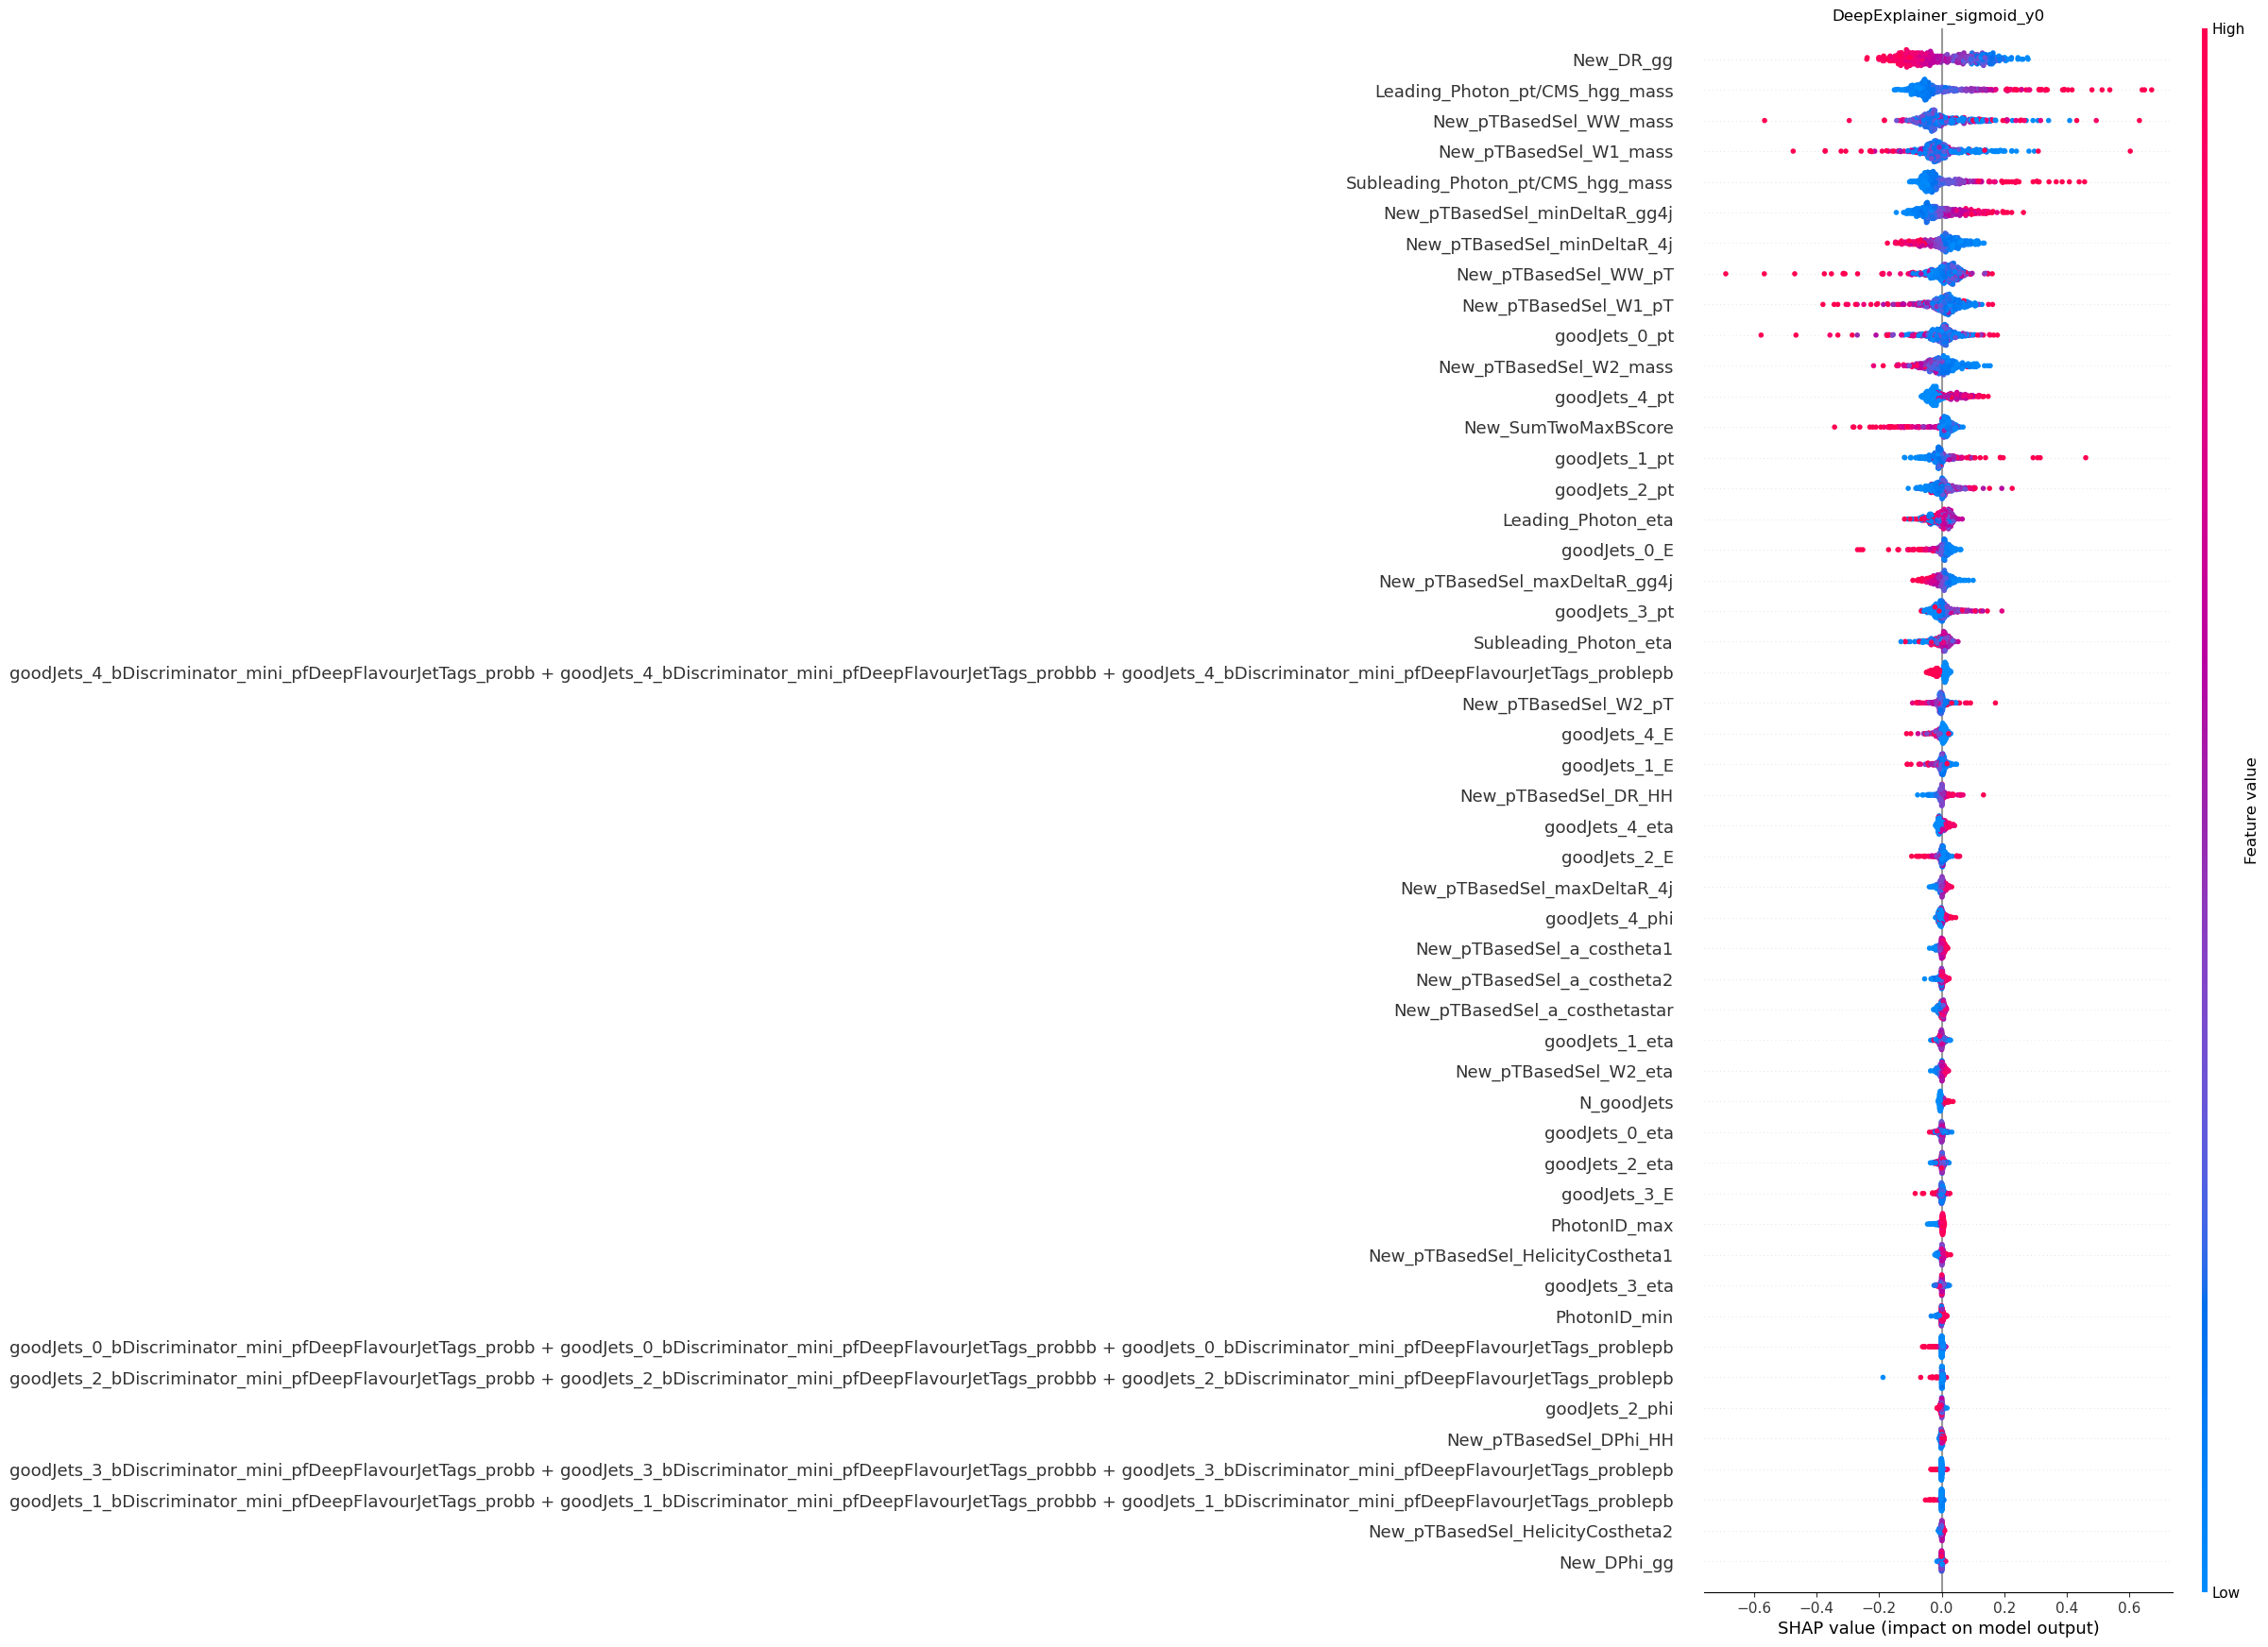 DeepExplainer_sigmoid_y0
High
New_DR_gg
Leading_Photon_pt/CMS_hgg_mass
New_pTBasedSel_WW_mass
New_pTBasedSel_W1_mass
Subleading_Photon_pt/CMS_hgg_mass
New_pTBasedSel_minDeltaR_gg4j
New_pTBasedSel_minDeltaR_4j
New_pTBasedSel_WW_pT
New_pTBasedSel_W1_pT
goodJets_0_pt
New_pTBasedSel_W2_mass
goodJets_4_pt
New_SumTwoMaxBScore
goodJets_1_pt
goodJets_2_pt
Leading_Photon_eta
goodJets_0_E
New_pTBasedSel_maxDeltaR_gg4j
goodJets_3_pt
Subleading_Photon_eta
goodJets_4_bDiscriminator_mini_pfDeepFlavourJetTags_probb + goodJets_4_bDiscriminator_mini_pfDeepFlavourJetTags_probbb + goodJets_4_bDiscriminator_mini_pfDeepFlavourJetTags_problepb
New_pTBasedSel_W2_pT
goodJets_4_E
goodJets_1_E
New_pTBasedSel_DR_HH
goodJets_4_eta
goodJets_2_E
New_pTBasedSel_maxDeltaR_4j
goodJets_4_phi
New_pTBasedSel_a_costheta1
New_pTBasedSel_a_costheta2
New_pTBasedSel_a_costhetastar
goodJets_1_eta
New_pTBasedSel_W2_eta
N_goodJets
goodJets_0_eta
goodJets_2_eta
goodJets_3_E
PhotonID_max
New_pTBasedSel_HelicityCostheta1
goodJets_3_eta
PhotonID_min
goodJets_0_bDiscriminator_mini_pfDeepFlavourJetTags_probb + goodJets_0_bDiscriminator_mini_pfDeepFlavourJetTags_probbb + goodJets_0_bDiscriminator_mini_pfDeepFlavourJetTags_problepb
goodJets_2_bDiscriminator_mini_pfDeepFlavourJetTags_probb + goodJets_2_bDiscriminator_mini_pfDeepFlavourJetTags_probbb + goodJets_2_bDiscriminator_mini_pfDeepFlavourJetTags_problepb
goodJets_2_phi
New_pTBasedSel_DPhi_HH
goodJets_3_bDiscriminator_mini_pfDeepFlavourJetTags_probb + goodJets_3_bDiscriminator_mini_pfDeepFlavourJetTags_probbb + goodJets_3_bDiscriminator_mini_pfDeepFlavourJetTags_problepb
goodJets_1_bDiscriminator_mini_pfDeepFlavourJetTags_probb + goodJets_1_bDiscriminator_mini_pfDeepFlavourJetTags_probbb + goodJets_1_bDiscriminator_mini_pfDeepFlavourJetTags_problepb
New_pTBasedSel_HelicityCostheta2
New_DPhi_gg
Feature value
Low
−0.6 −0.4 −0.2 0.0 0.2 0.4 0.6
SHAP value (impact on model output)